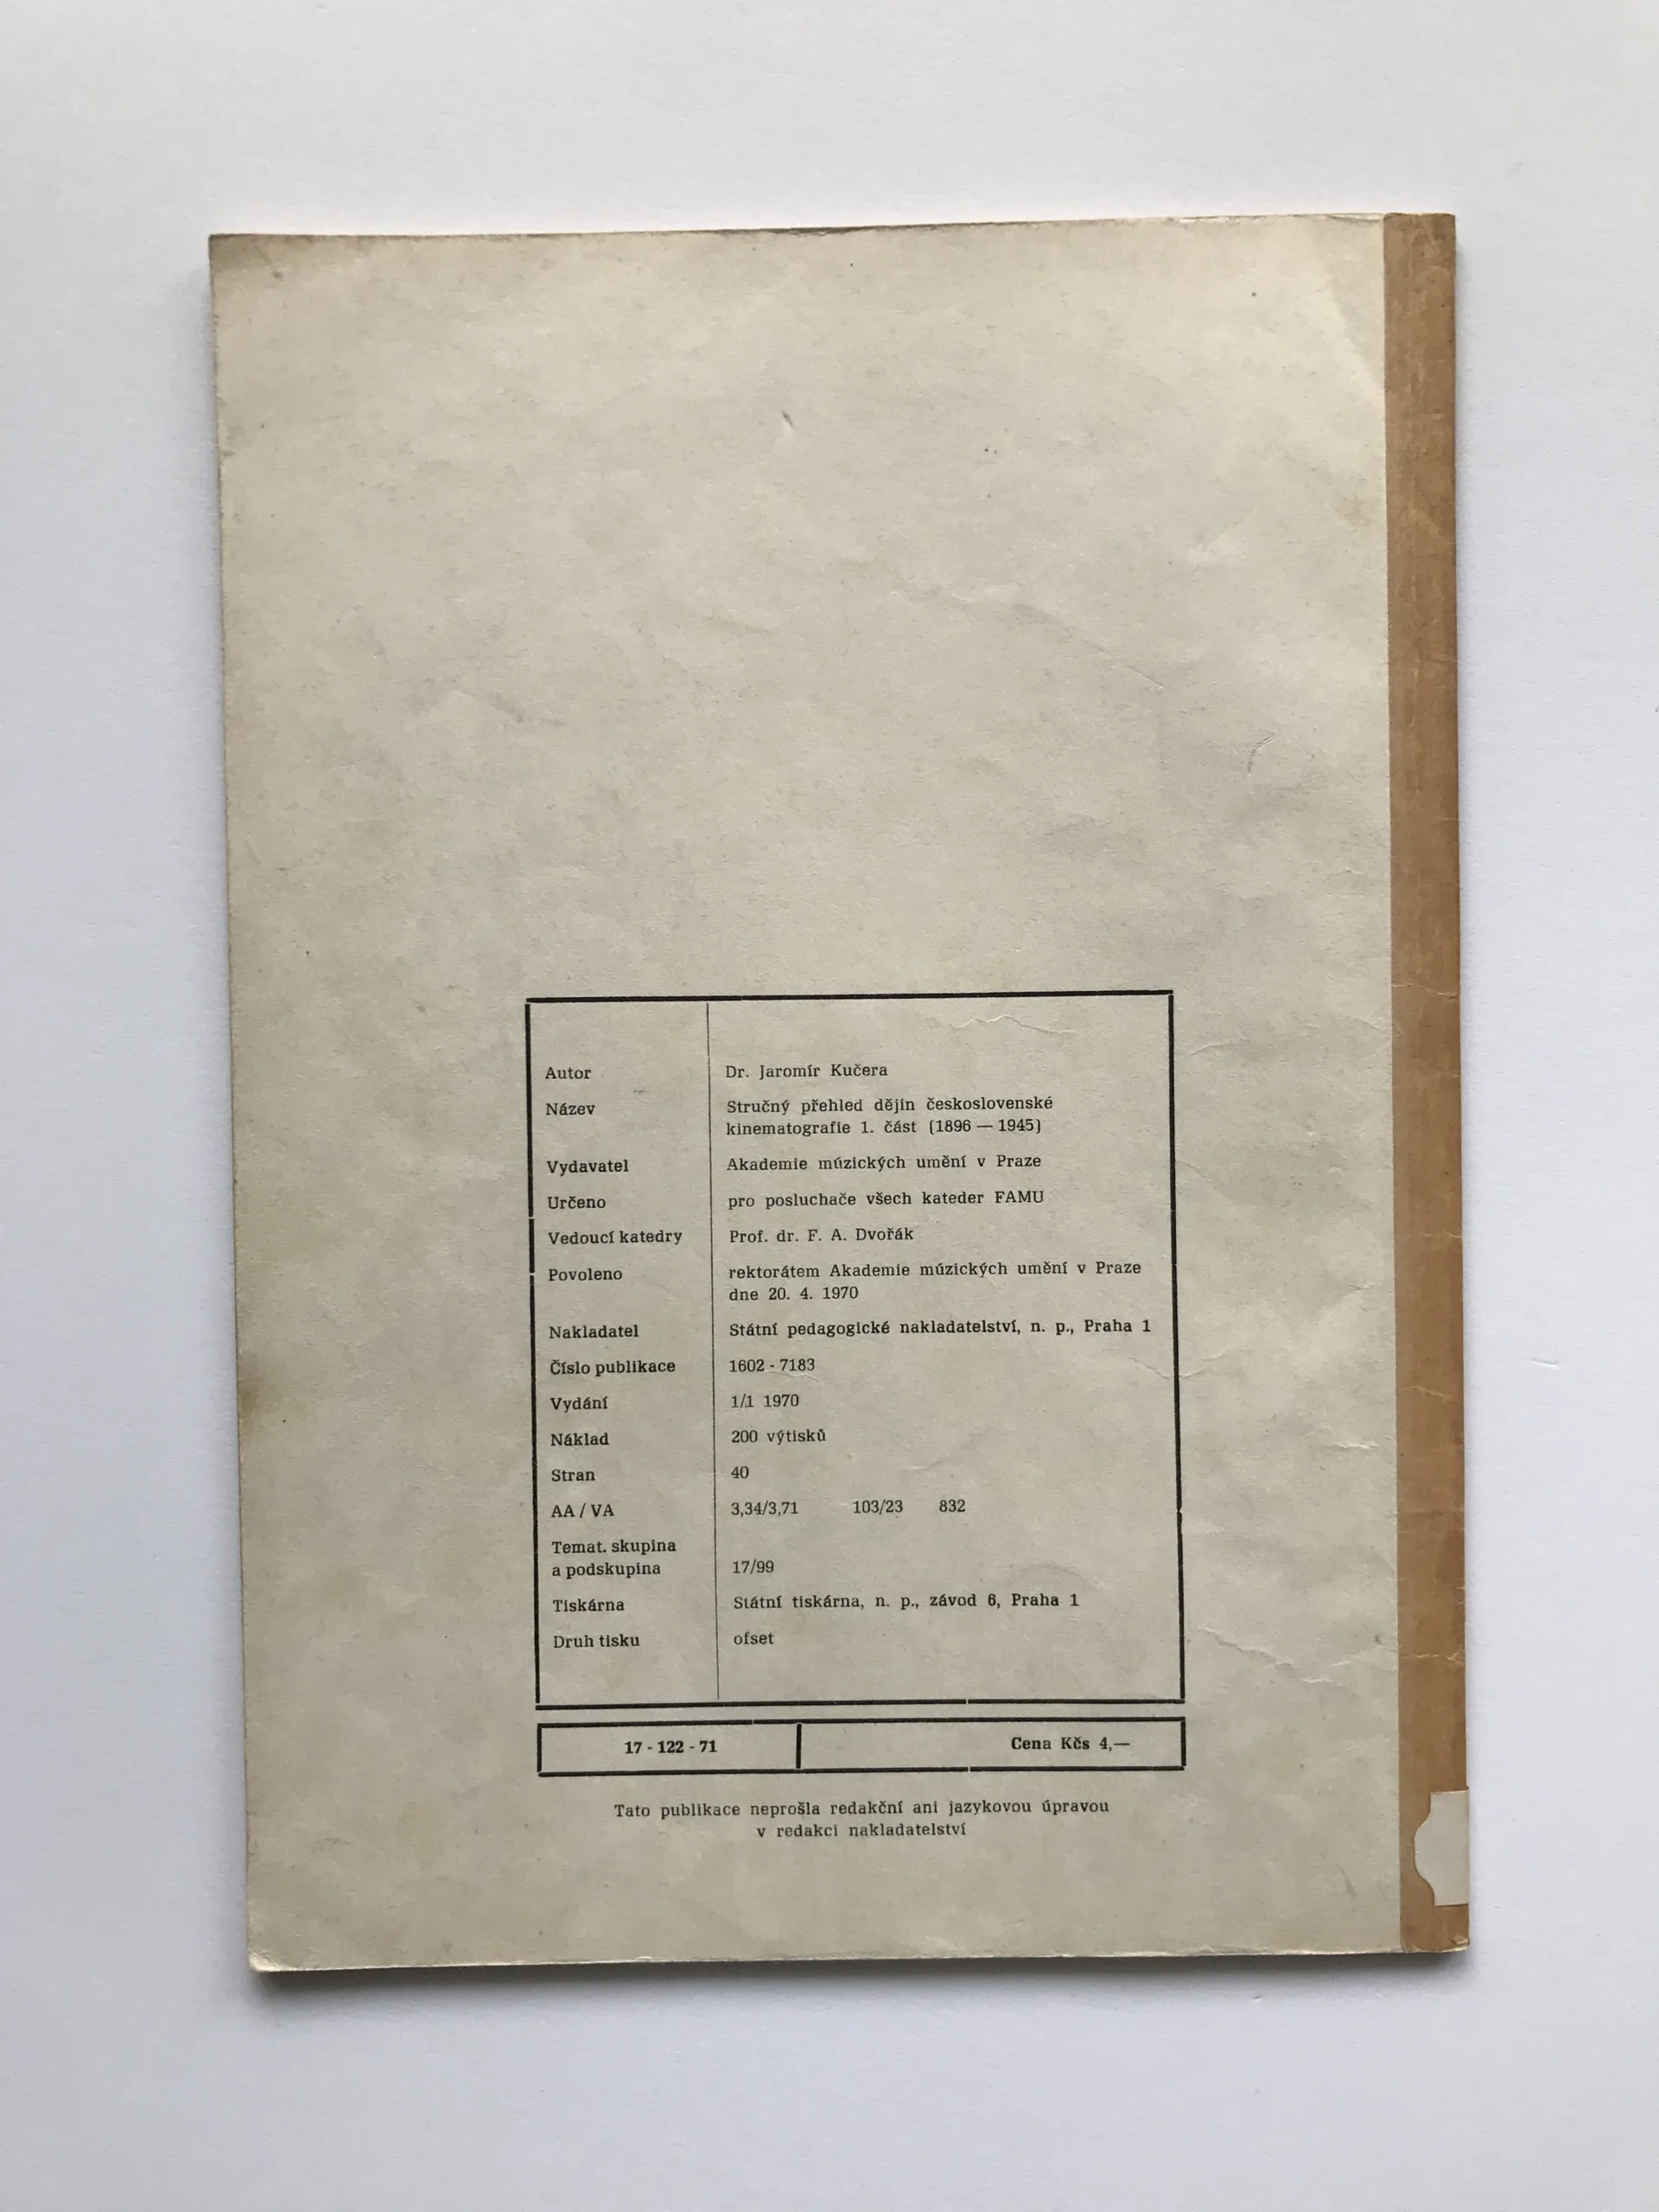 Autor Dr. Jaromír Kučera
Název Stručný přehled dějin československé
kinematografie 1. část (1896 — 1945)
Vydavatel Akademie múzických umění v Praze
Určeno pro posluchače všech kateder FAMU
Vedoucí katedry Prof. dr. F. A. Dvořák
Povoleno rektorátem Akademie múzických umění v Praze
dne 20. 4. 1970
Nakladatel Státní pedagogické nakladatelství, n. p., Praha 1
Číslo publikace 1602 - 7183
Vydání 1/1 1970
Náklad 200 výtisků
Stran 40
AA / VA 3,34/3,71 103/23 832
Temat. skupina
a podskupina 17/99
Tiskárna Státní tiskárna, n. p., závod 6, Praha 1
Druh tisku ofset
17 - 122 - 71 Cena Kčs 4,—
Tato publikace neprošla redakční ani jazykovou úpravou
v redakci nakladatelství